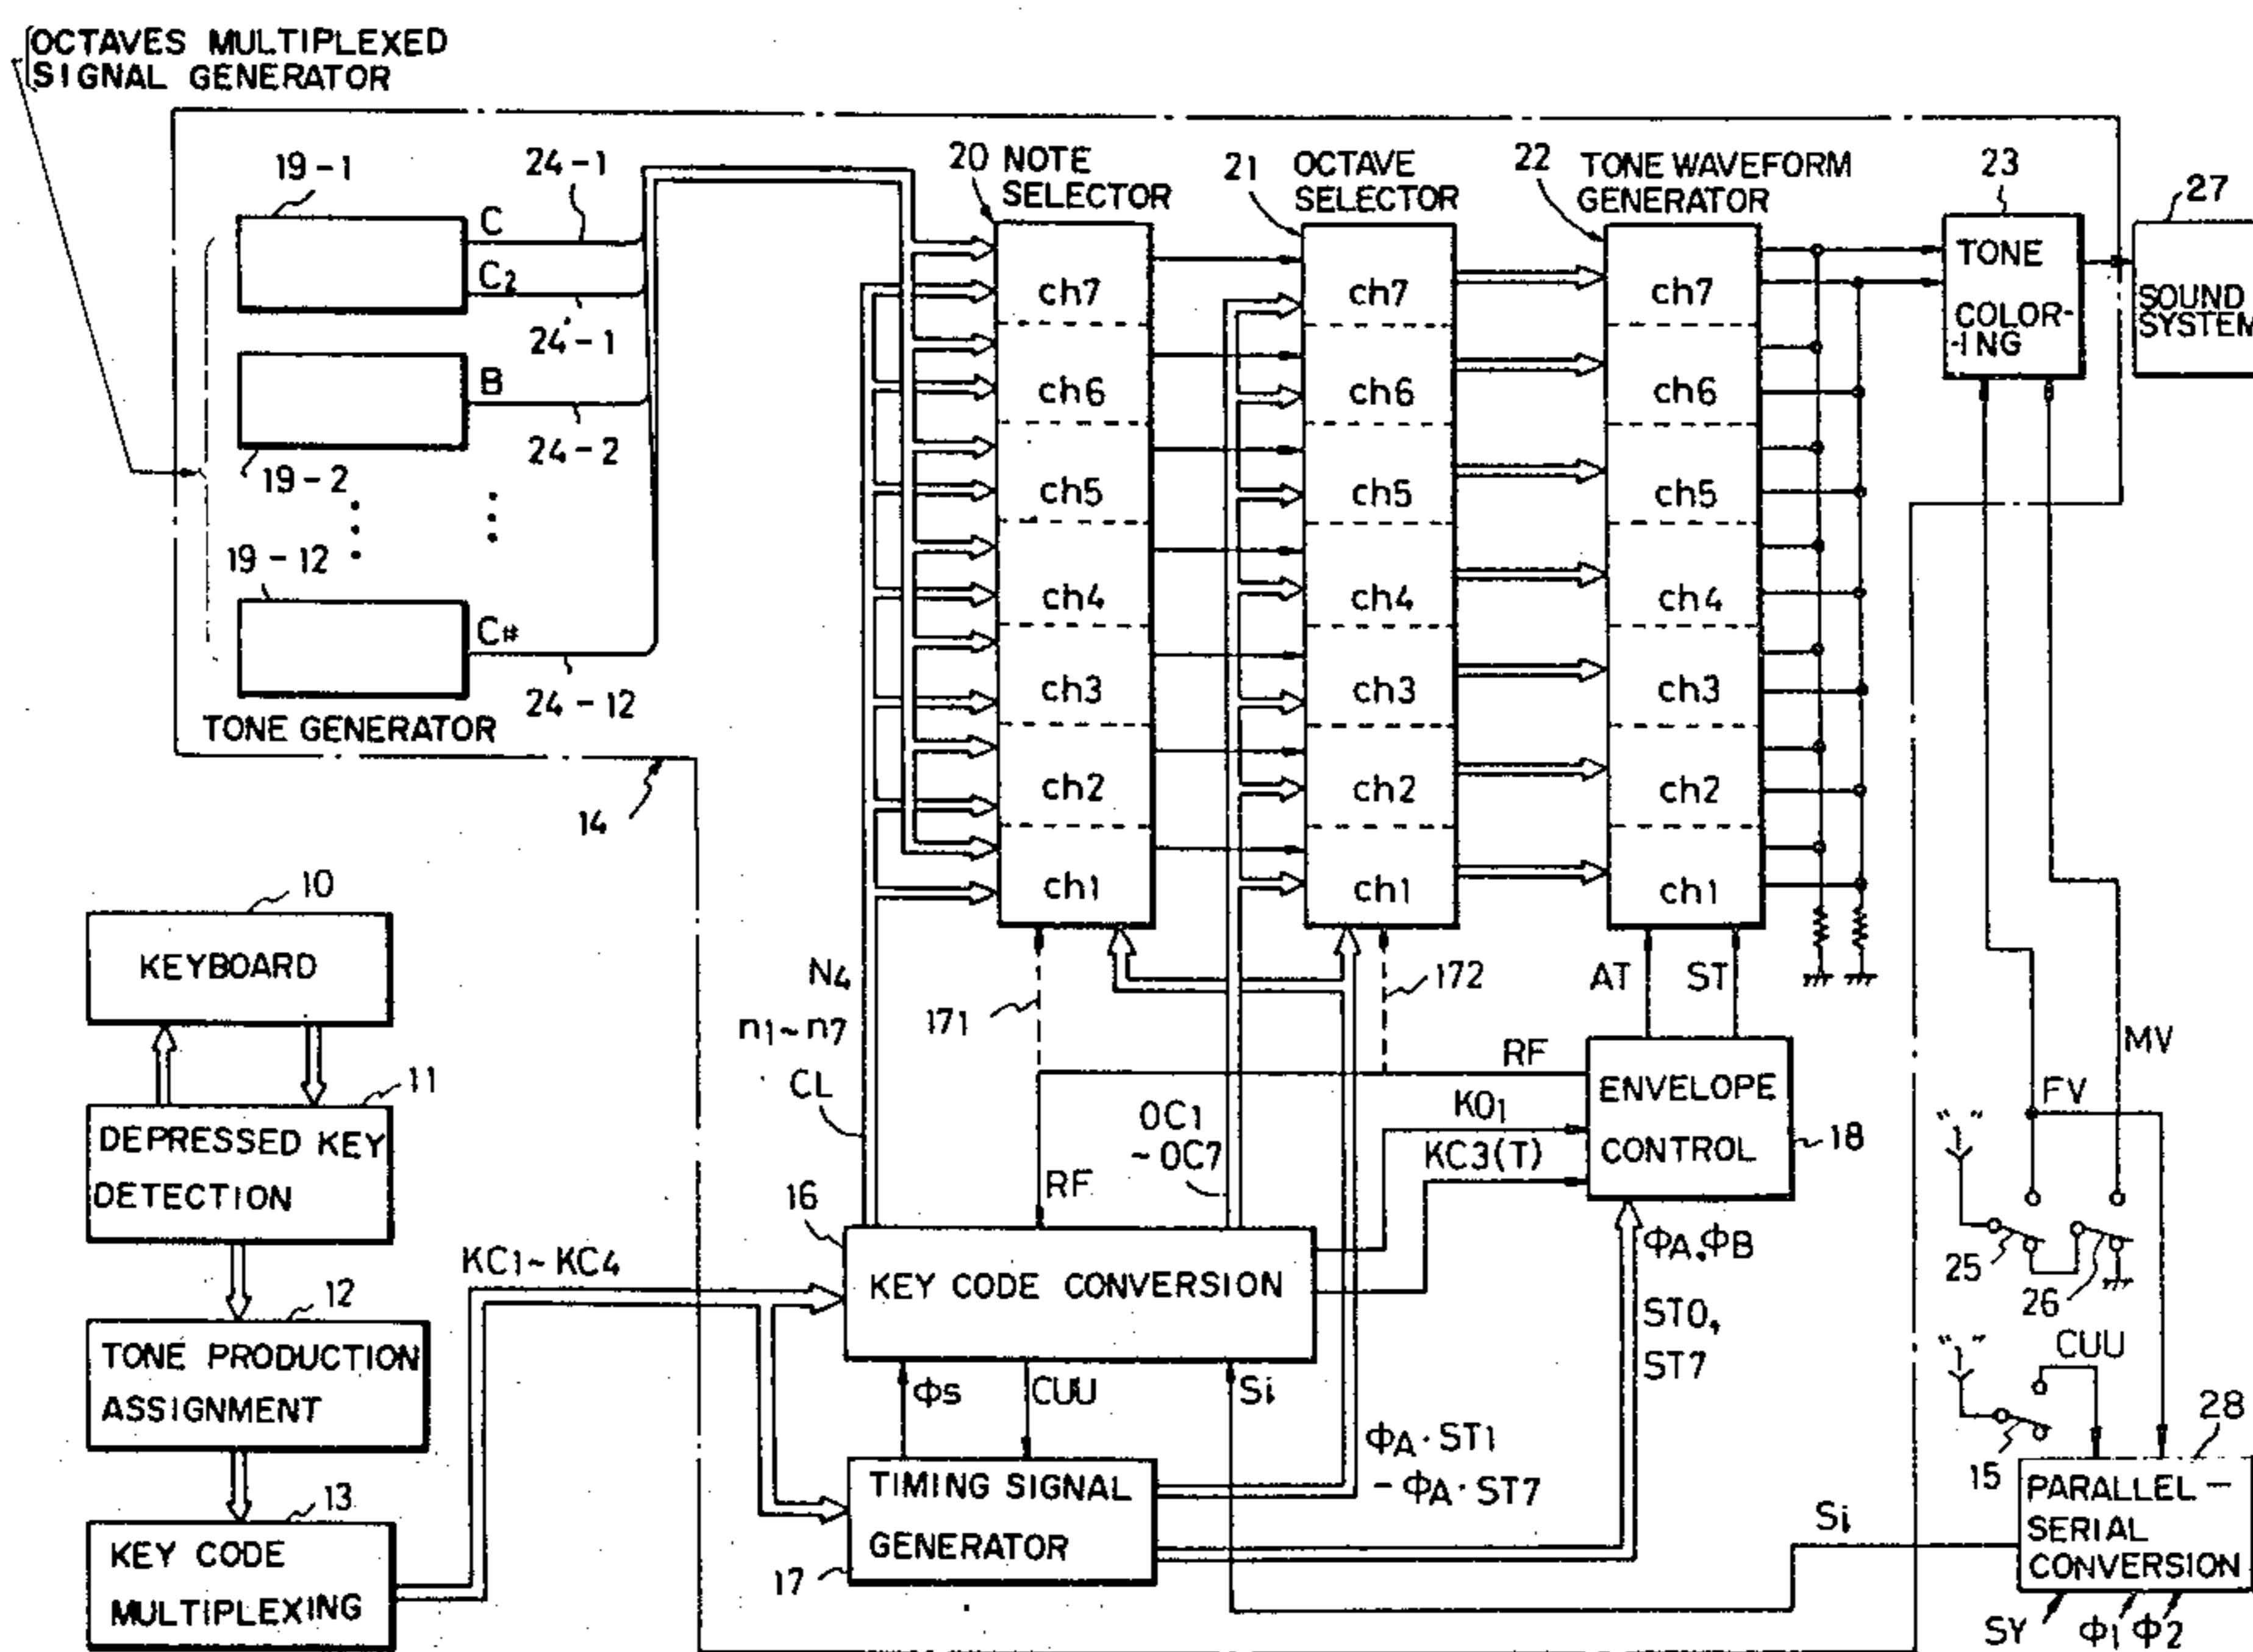 OCTAVES MULTIPLEXED
SIGNAL GENERATOR
19-1
24-1
C
C2
24'-1
B
24-2
19-2
19-12
C#
24-12
TONE GENERATOR
14
20 NOTE
SELECTOR
21 OCTAVE
SELECTOR
22 TONE WAVEFORM
GENERATOR
23
27
TONE
COLOR-
-ING
SOUND
SYSTEM
ch7
ch6
ch5
ch4
ch3
ch2
ch1
ch7
ch6
ch5
ch4
ch3
ch2
ch1
ch7
ch6
ch5
ch4
ch3
ch2
ch1
10
KEYBOARD
11
DEPRESSED KEY
DETECTION
12
TONE PRODUCTION
ASSIGNMENT
13
KEY CODE
MULTIPLEXING
KC1~KC4
N4
n1~n7
CL
171
172
AT
ST
RF
RF
KO1
KC3(T)
OC1
~OC7
ENVELOPE
CONTROL
18
16
KEY CODE CONVERSION
ΦA,ΦB
ST0,
ST7
Φs
CUU
Si
ΦA·ST1
-ΦA·ST7
TIMING SIGNAL
GENERATOR
17
MV
FV
"1"
25
26
"1"
CUU
15
28
PARALLEL-
SERIAL
CONVERSION
Si
SY
Φ1
Φ2